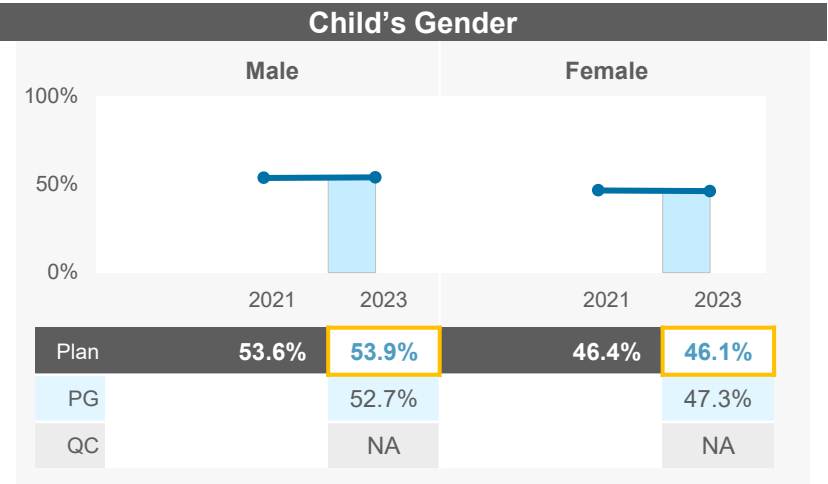 Child’s Gender
Male Female
100%
50%
0%
2021 2023 2021 2023
Plan 53.6% 53.9% 46.4% 46.1%
PG 52.7% 47.3%
QC NA NA